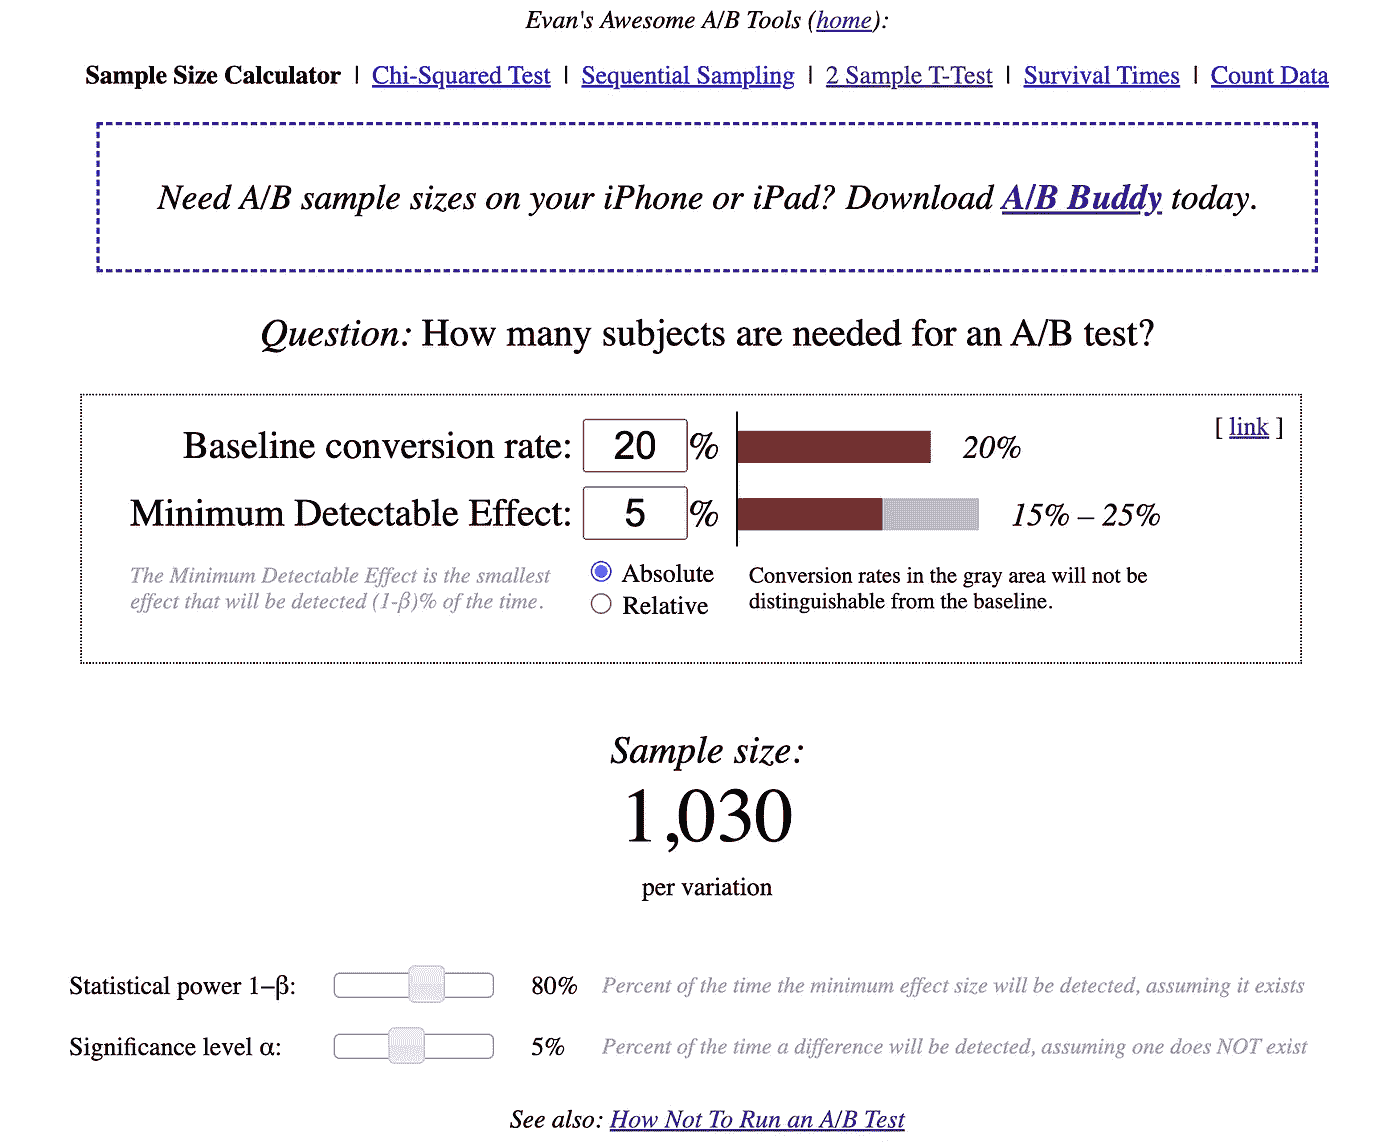 Evan's Awesome A/B Tools (home):
Sample Size Calculator | Chi-Squared Test | Sequential Sampling | 2 Sample T-Test | Survival Times | Count Data
Need A/B sample sizes on your iPhone or iPad? Download A/B Buddy today.
Question: How many subjects are needed for an A/B test?
Baseline conversion rate: 20 % 20% [ link ]
Minimum Detectable Effect: 5 % 15% – 25%
The Minimum Detectable Effect is the smallest
effect that will be detected (1-β)% of the time.
Absolute
Relative
Conversion rates in the gray area will not be
distinguishable from the baseline.
Sample size:
1,030
per variation
Statistical power 1−β: 80% Percent of the time the minimum effect size will be detected, assuming it exists
Significance level α: 5% Percent of the time a difference will be detected, assuming one does NOT exist
See also: How Not To Run an A/B Test